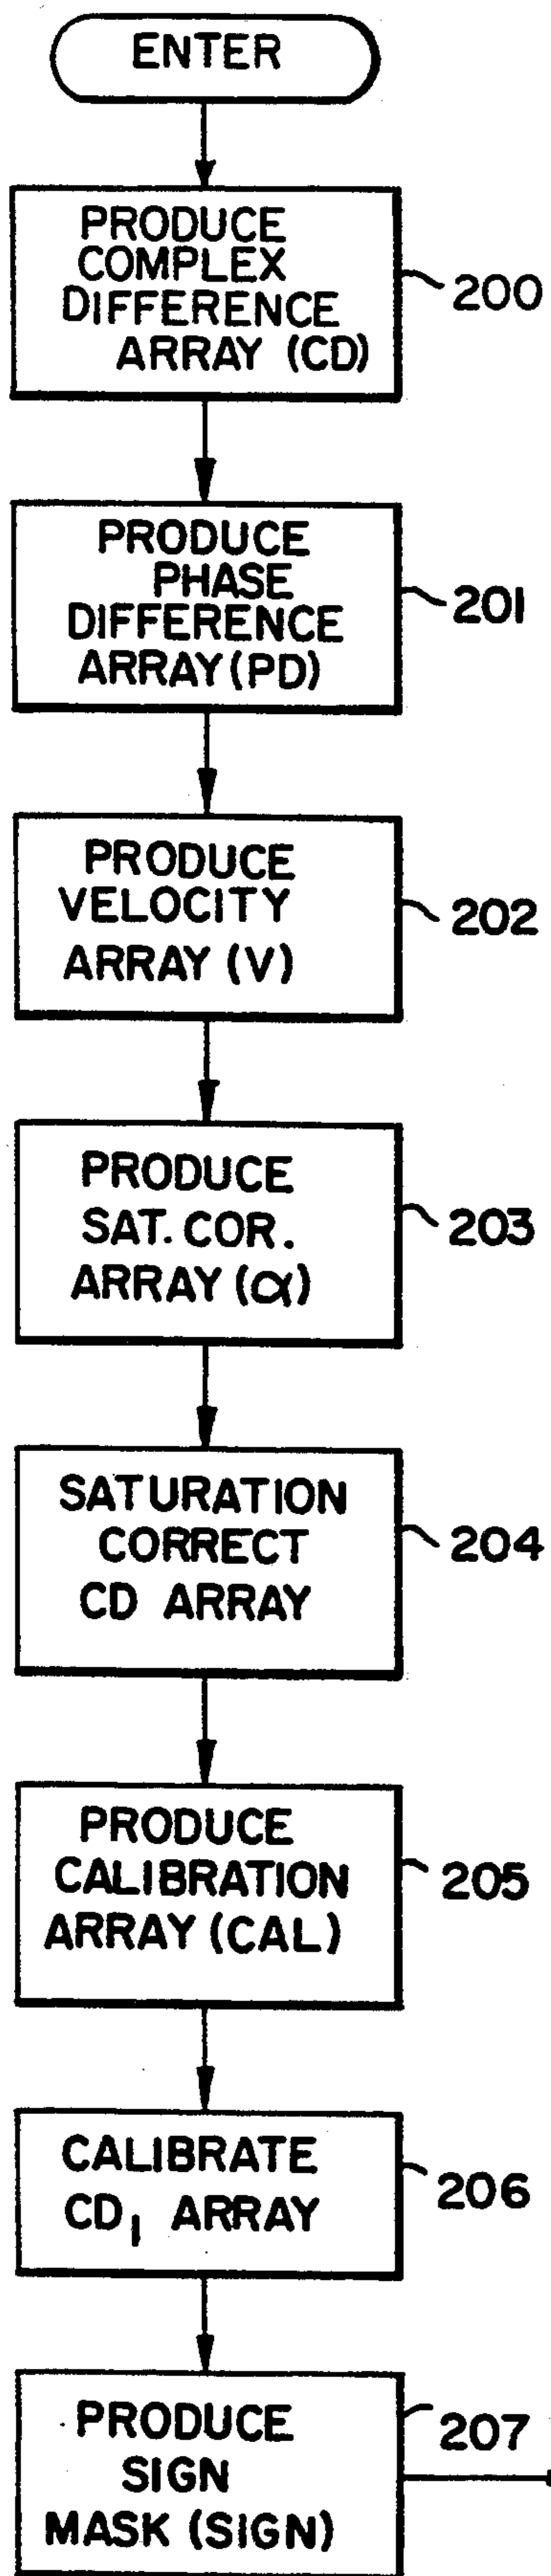 ENTER
PRODUCE
COMPLEX
DIFFERENCE
ARRAY (CD)
200
PRODUCE
PHASE
DIFFERENCE
ARRAY (PD)
201
PRODUCE
VELOCITY
ARRAY (V)
202
PRODUCE
SAT. COR.
ARRAY (α)
203
SATURATION
CORRECT
CD ARRAY
204
PRODUCE
CALIBRATION
ARRAY (CAL)
205
CALIBRATE
CD₁ ARRAY
206
PRODUCE
SIGN
MASK (SIGN)
207